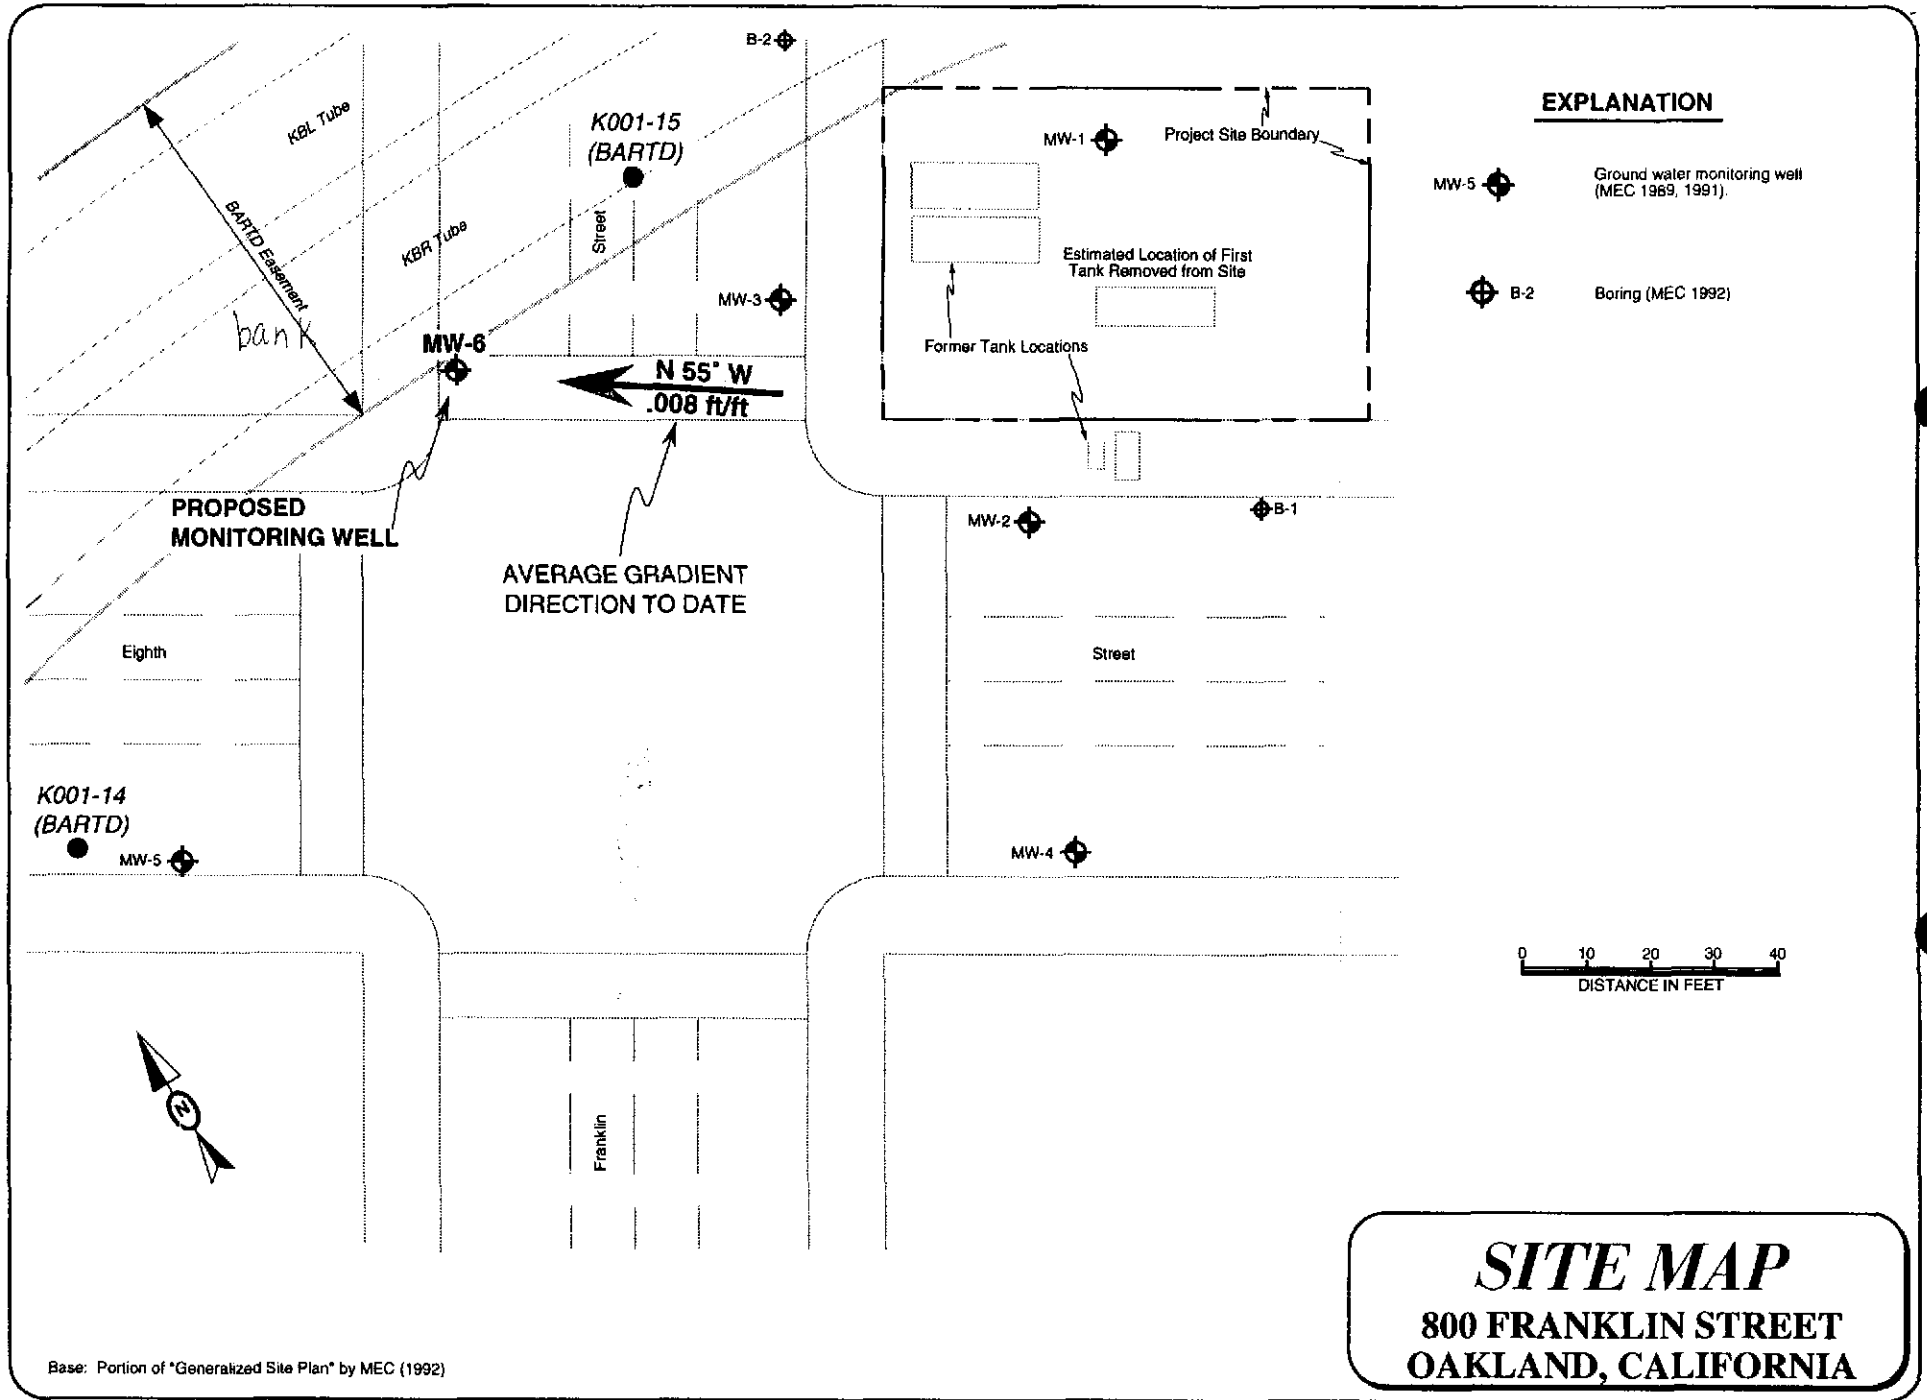 B-2
KBL Tube
K001-15
(BARTD)
MW-1
Project Site Boundary
EXPLANATION
MW-5
Ground water monitoring well
(MEC 1989, 1991).
BARTD Easement
KBR Tube
Street
Estimated Location of First
Tank Removed from Site
B-2
Boring (MEC 1992)
MW-3
bank
MW-6
Former Tank Locations
N 55° W
.008 ft/ft
PROPOSED
MONITORING WELL
MW-2
B-1
AVERAGE GRADIENT
DIRECTION TO DATE
Eighth
Street
K001-14
(BARTD)
MW-5
MW-4
0 10 20 30 40
DISTANCE IN FEET
N
Franklin
SITE MAP
800 FRANKLIN STREET
OAKLAND, CALIFORNIA
Base: Portion of "Generalized Site Plan" by MEC (1992)